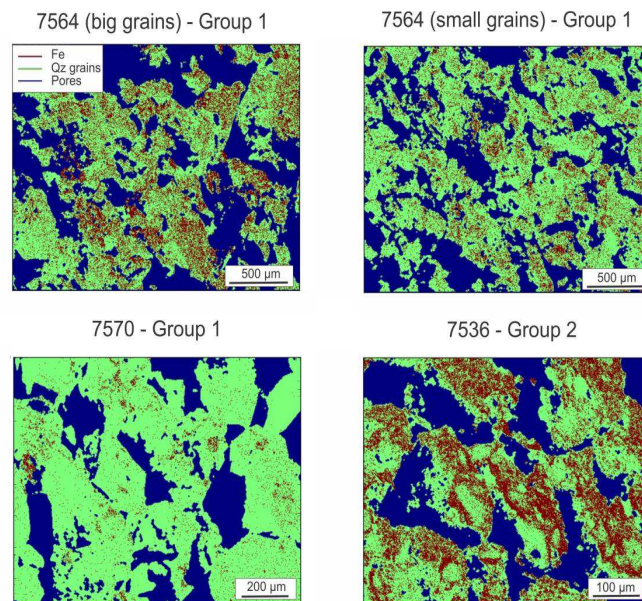 7564 (big grains) - Group 1
7564 (small grains) - Group 1
Fe
Qz grains
Pores
500 µm
500 µm
7570 - Group 1
7536 - Group 2
200 µm
100 µm